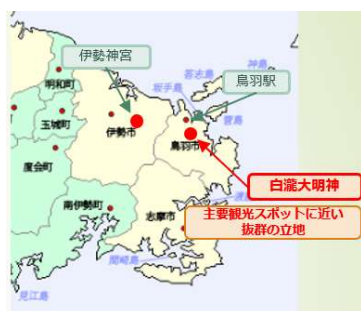 伊勢神宮
神島
答志島
坂手島
鳥羽駅
菅島
明和町
玉城町
伊勢市
鳥羽市
度会町
白瀧大明神
南伊勢町
志摩市
主要観光スポットに近い
抜群の立地
間崎島
見江島